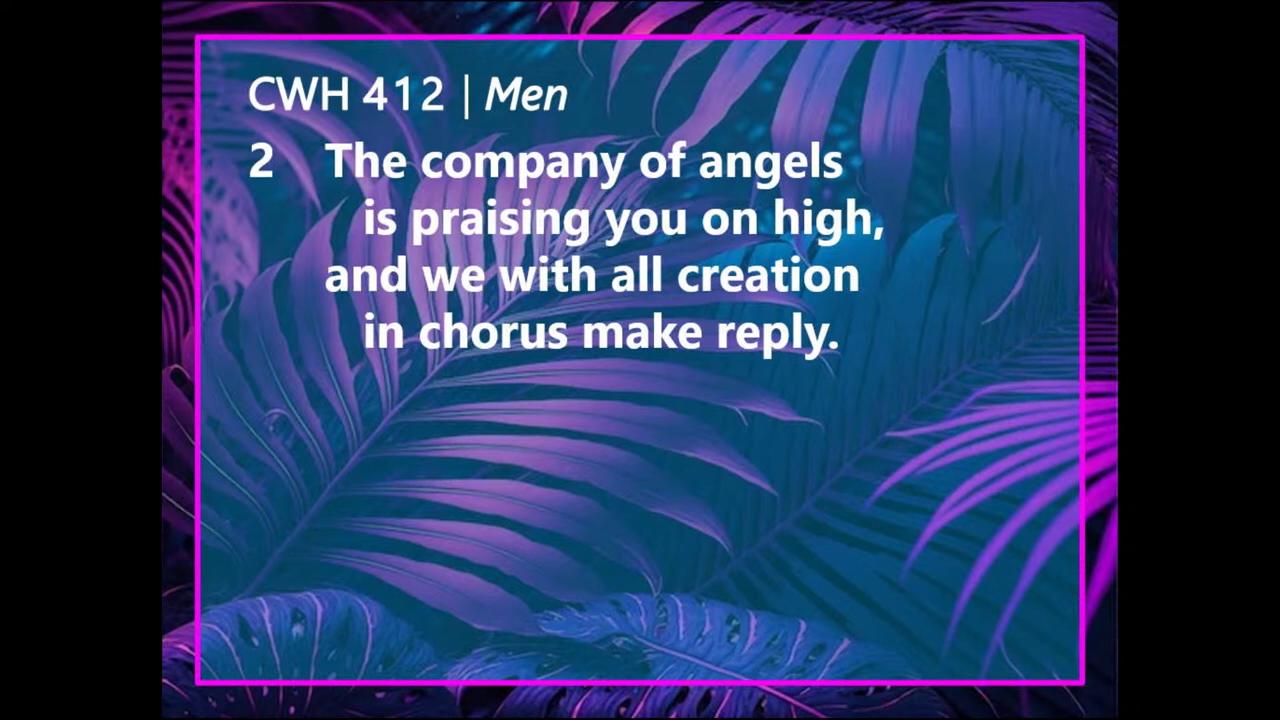 CWH 412 | Men
2 The company of angels
is praising you on high,
and we with all creation
in chorus make reply.